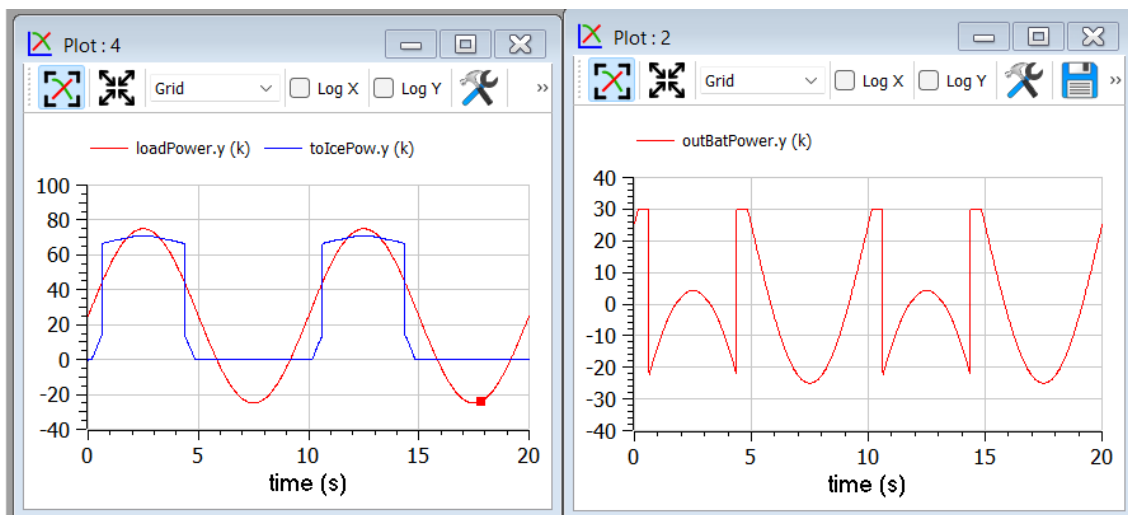 Plot : 4
Grid
Log X
Log Y
»
loadPower.y (k)
toIcePow.y (k)
100
80
60
40
20
0
-20
-40
0
5
10
15
20
time (s)
Plot : 2
Grid
Log X
Log Y
»
outBatPower.y (k)
40
30
20
10
0
-10
-20
-30
-40
0
5
10
15
20
time (s)